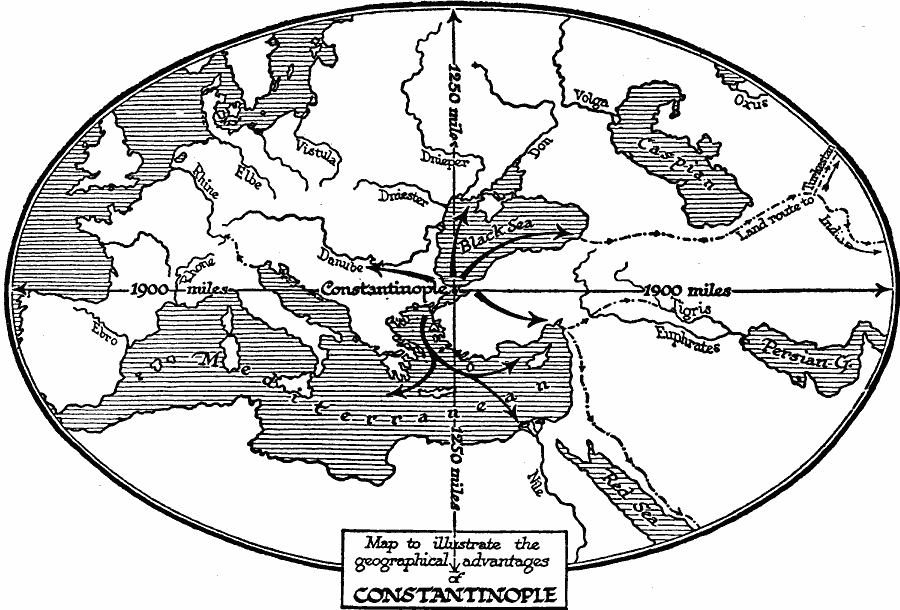 1250 miles
Volga
Oxus
Don
Vistula
Dnieper
Caspian
Elbe
Rhine
Dniester
Turkestan
Black Sea
Land route to
India
Danube
Rhone
1900 miles
Constantinople
1900 miles
Tigris
Ebro
Euphrates
Persian G.
Mediterranean
1250 miles
Nile
Red Sea
Map to illustrate the
geographical advantages
of
CONSTANTINOPLE